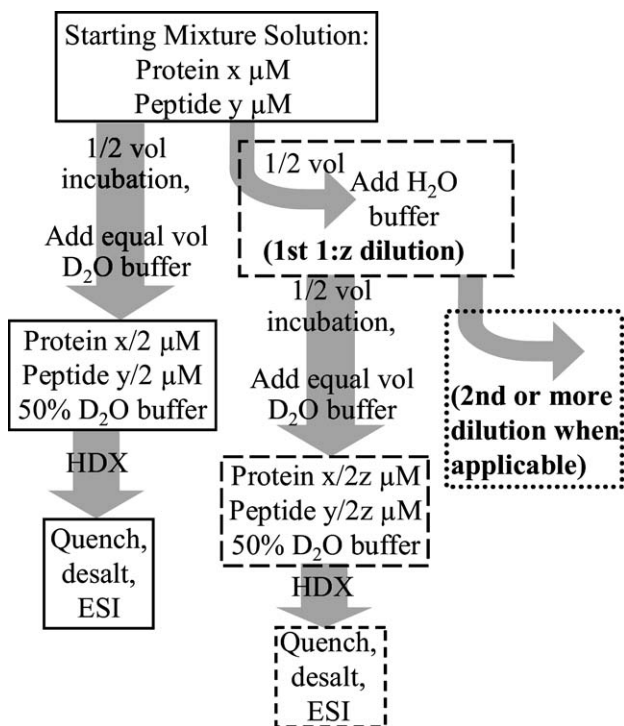 Starting Mixture Solution:
Protein x µM
Peptide y µM
1/2 vol
incubation,
Add equal vol
D₂O buffer
Protein x/2 µM
Peptide y/2 µM
50% D₂O buffer
HDX
Quench,
desalt,
ESI
1/2 vol
Add H₂O
buffer
(1st 1:z dilution)
1/2 vol
incubation,
Add equal vol
D₂O buffer
Protein x/2z µM
Peptide y/2z µM
50% D₂O buffer
HDX
Quench,
desalt,
ESI
(2nd or more
dilution when
applicable)